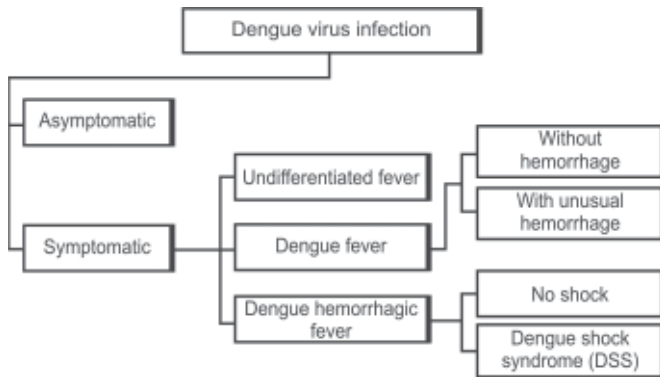 Dengue virus infection
Asymptomatic
Symptomatic
Undifferentiated fever
Dengue fever
Dengue hemorrhagic
fever
Without
hemorrhage
With unusual
hemorrhage
No shock
Dengue shock
syndrome (DSS)